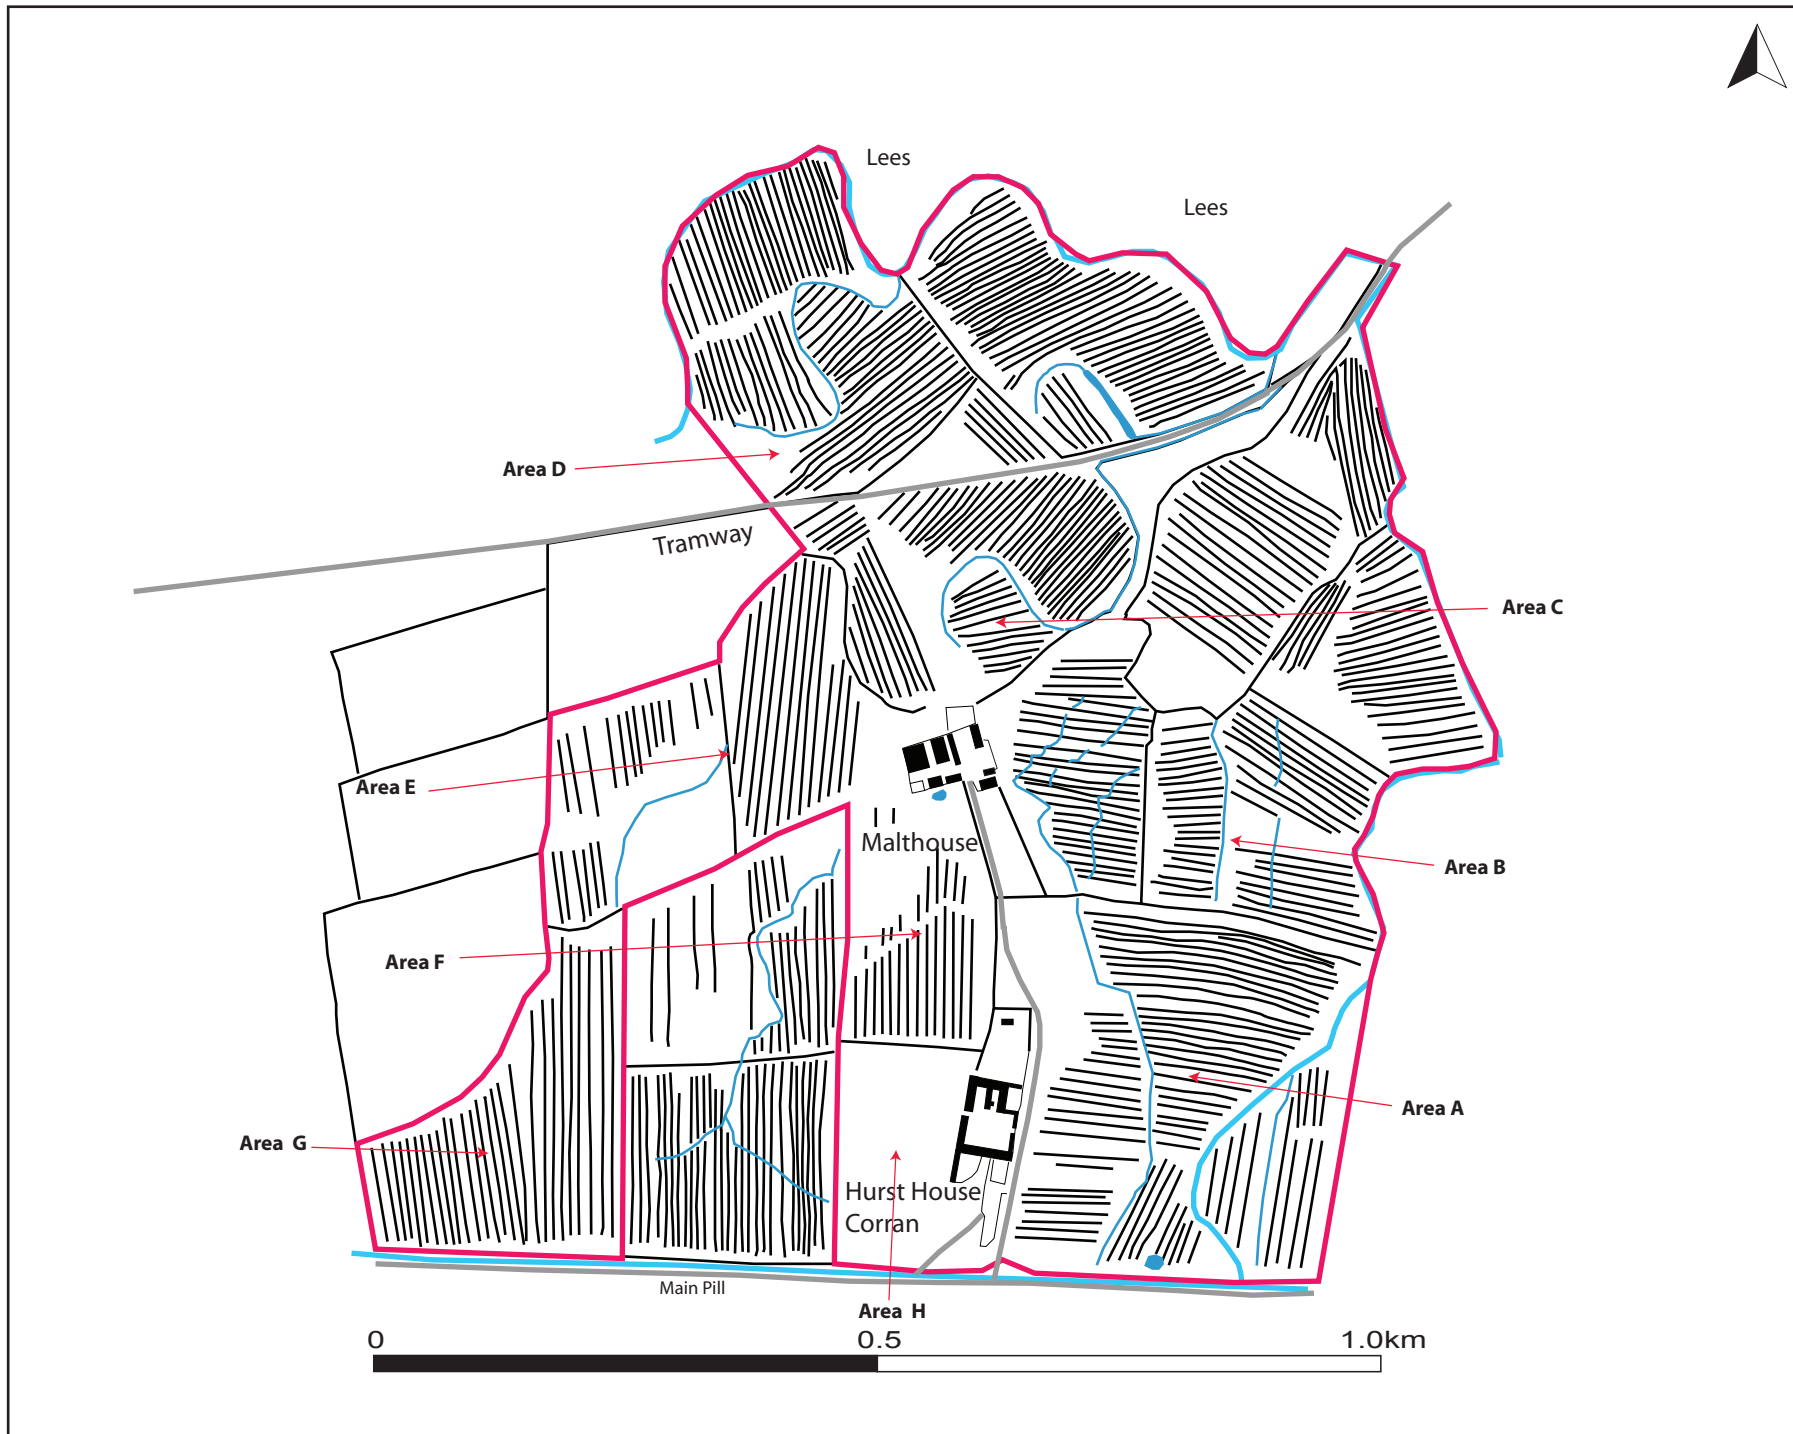 Lees
Lees
Area D
Tramway
Area C
Area E
Malthouse
Area B
Area F
Area A
Area G
Hurst House
Corran
Main Pill
Area H
0 0.5 1.0km